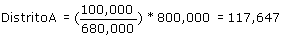 DistritoA = (100,000/680,000) * 800,000 = 117,647